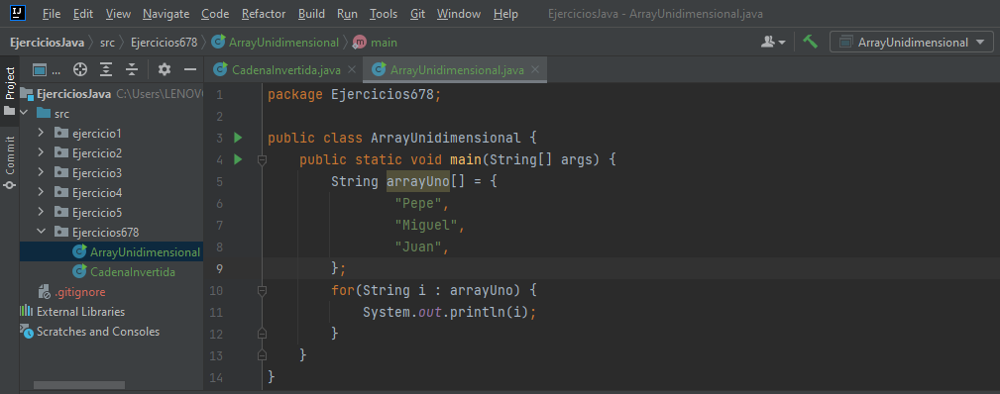 IJ File Edit View Navigate Code Refactor Build Run Tools Git Window Help EjerciciosJava - ArrayUnidimensional.java
EjerciciosJava src Ejercicios678 ArrayUnidimensional main ArrayUnidimensional
Project
Commit
...
EjerciciosJava C:\Users\LENOVO
src
ejercicio1
Ejercicio2
Ejercicio3
Ejercicio4
Ejercicio5
Ejercicios678
ArrayUnidimensional
CadenaInvertida
.gitignore
External Libraries
Scratches and Consoles
CadenaInvertida.java ArrayUnidimensional.java
1 package Ejercicios678;
2
3 public class ArrayUnidimensional {
4 public static void main(String[] args) {
5 String arrayUno[] = {
6 "Pepe",
7 "Miguel",
8 "Juan",
9 };
10 for(String i : arrayUno) {
11 System.out.println(i);
12 }
13 }
14 }